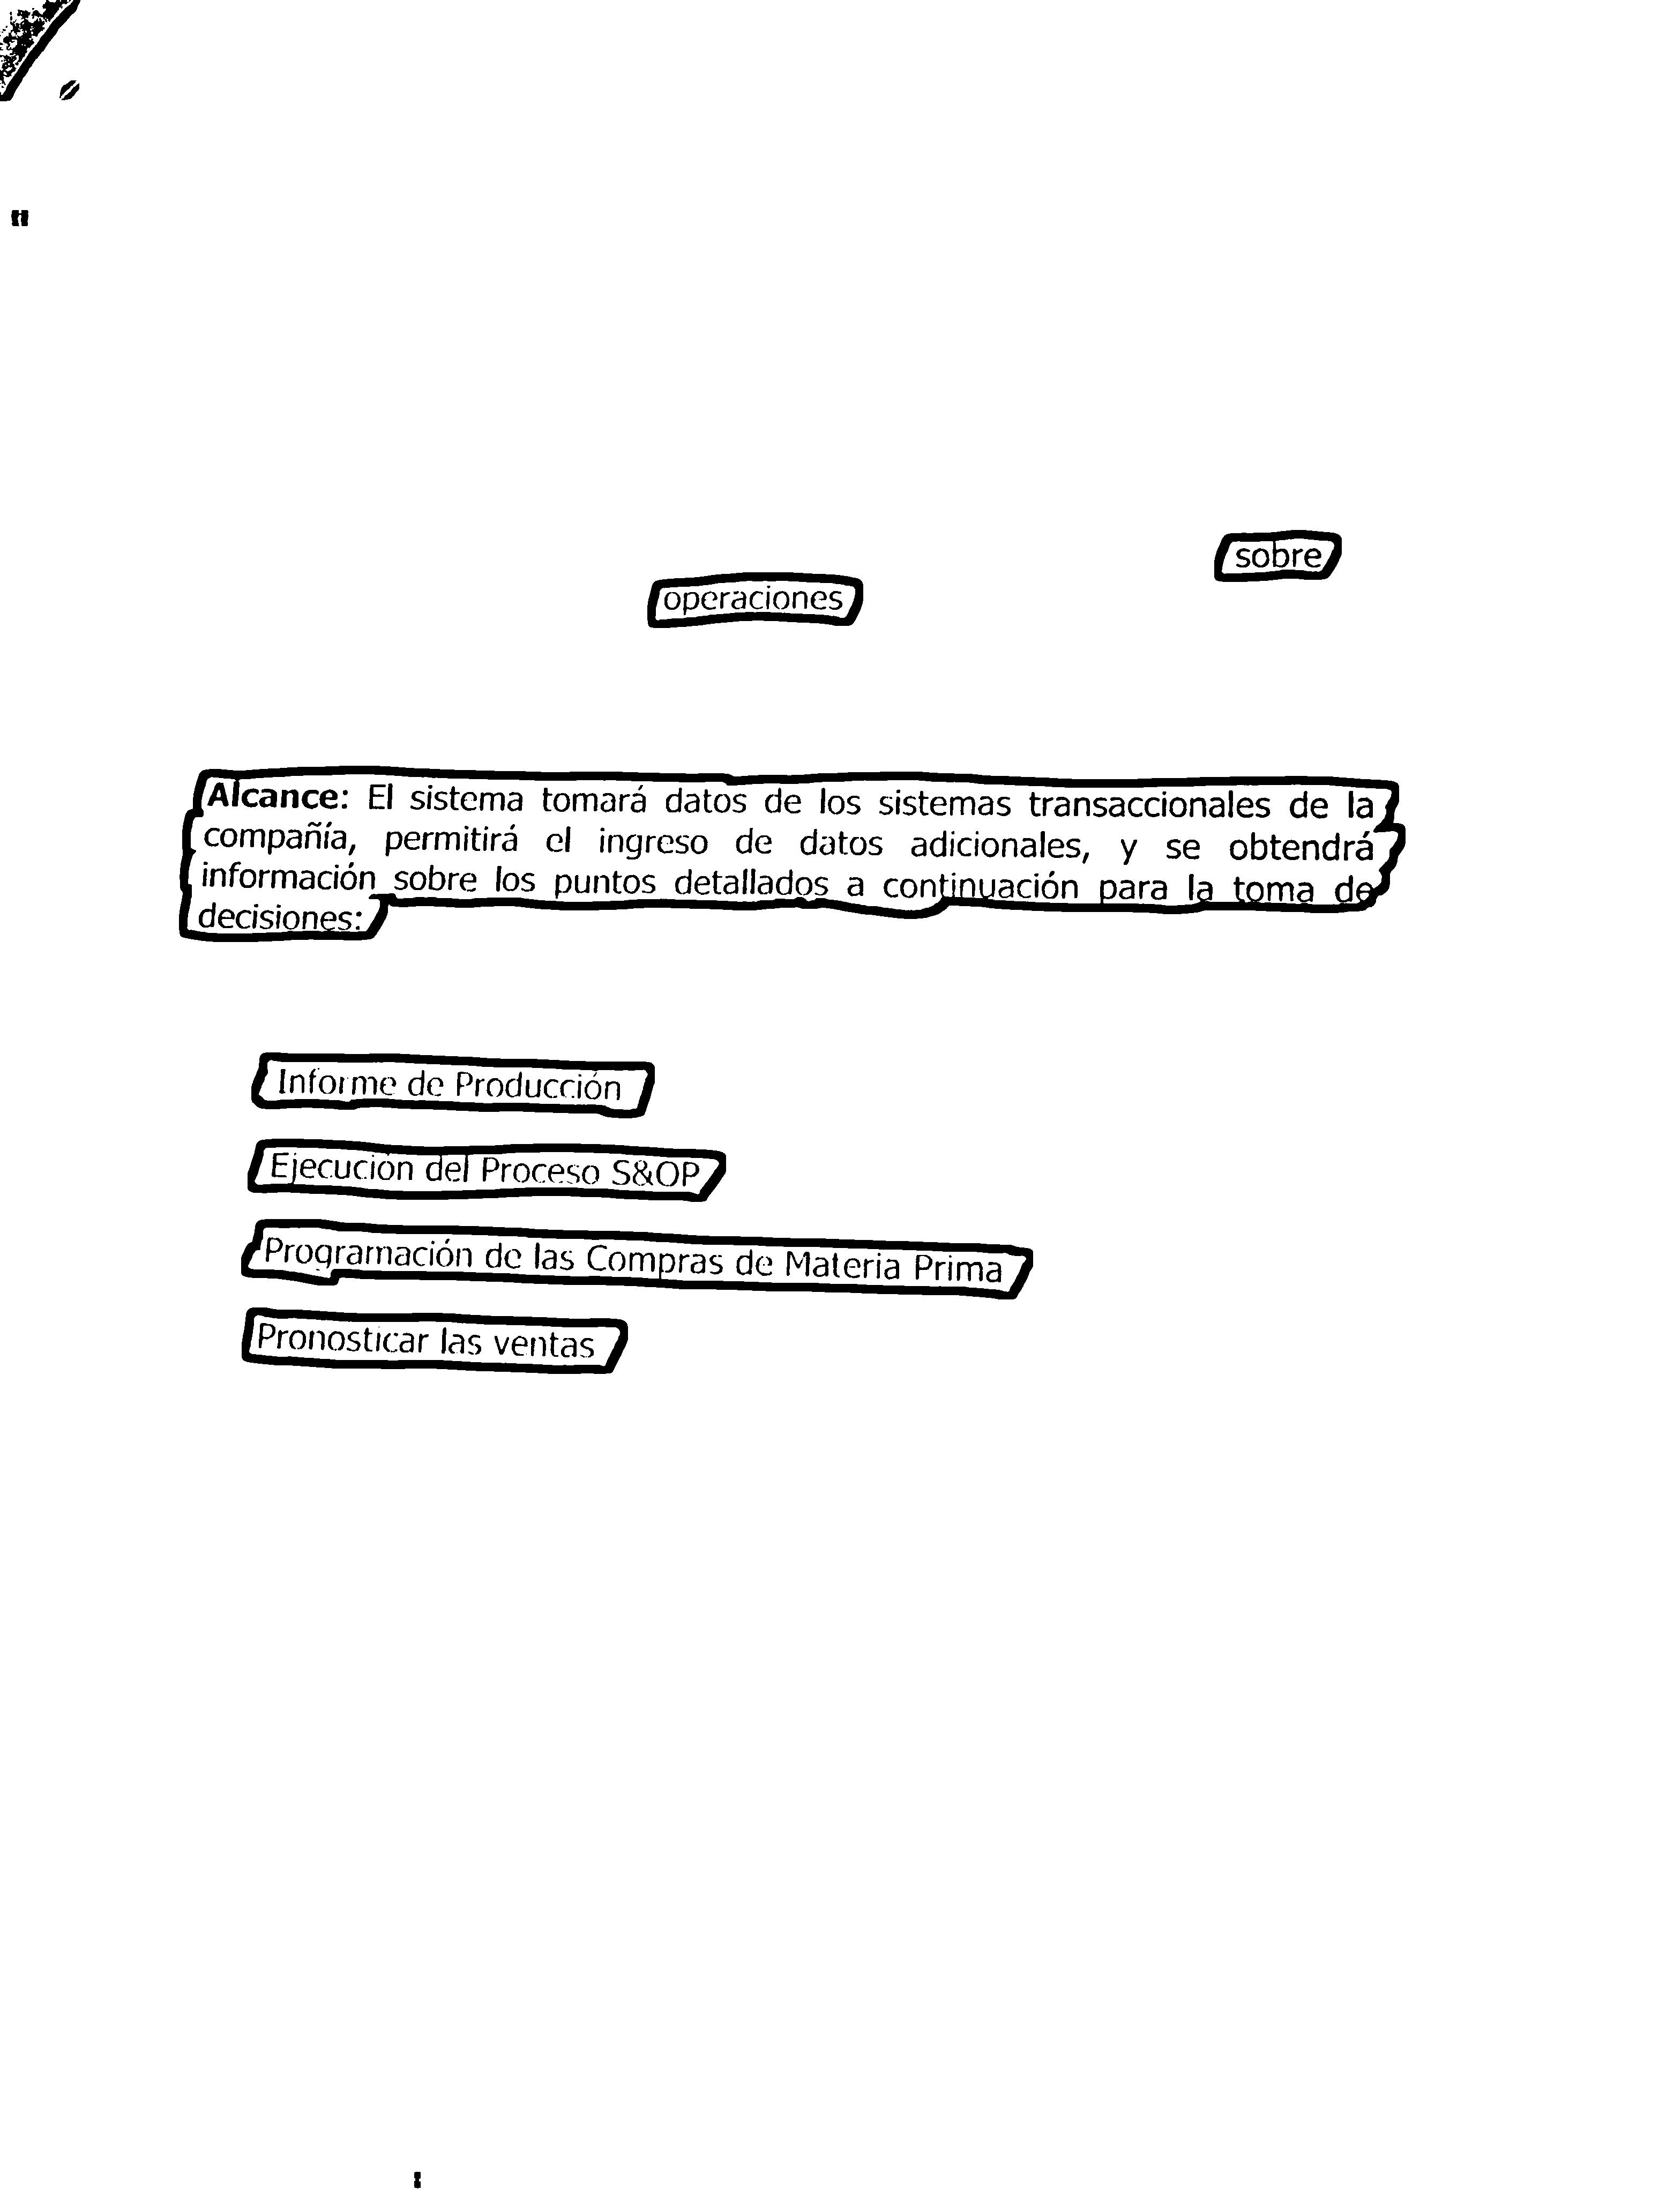 sobre
operaciones
Alcance: El sistema tomará datos de los sistemas transaccionales de la
compañía, permitirá el ingreso de datos adicionales, y se obtendrá
información sobre los puntos detallados a continuación para la toma de
decisiones:
Informe de Producción
Ejecución del Proceso S&OP
Programación de las Compras de Materia Prima
Pronosticar las ventas